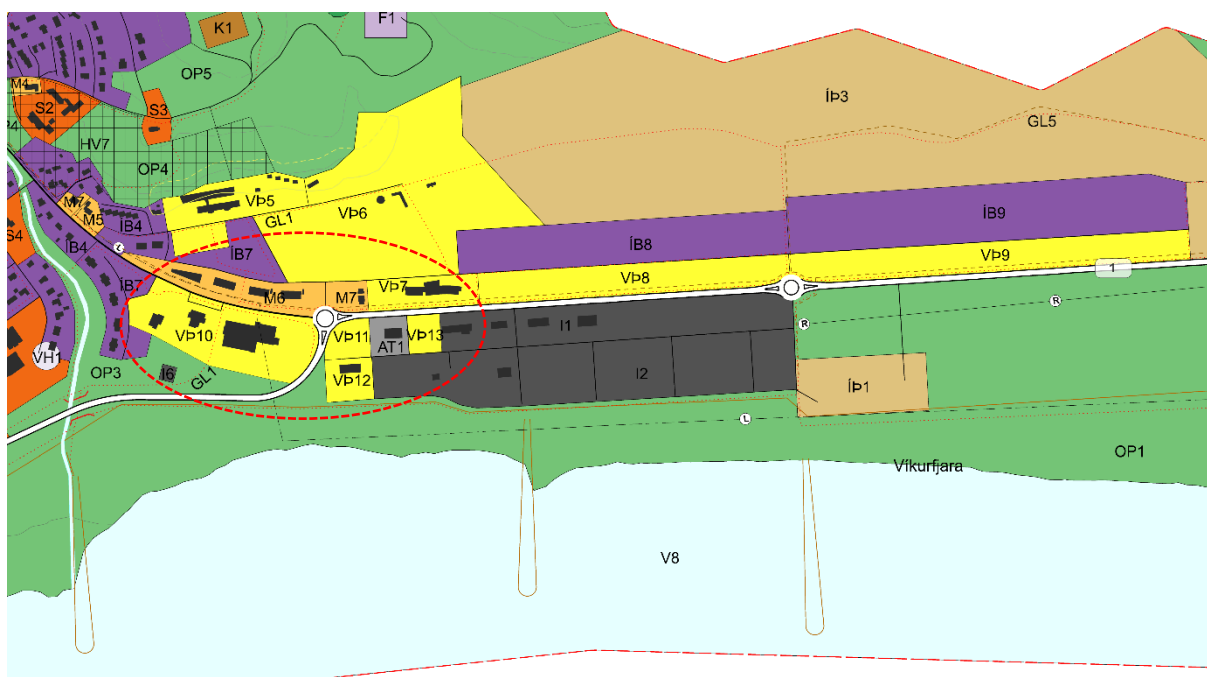 F1
K1
OP5
M4
S2
S3
P4
HV7
OP4
ÍÞ3
GL5
VÞ5
M7
M5
ÍB4
GL1
VÞ6
ÍB9
S4
ÍB4
L
ÍB7
ÍB8
VÞ8
VÞ9
1
ÍB7
M6
M7
VÞ7
R
VÞ10
VÞ11
AT1
VÞ13
I1
R
VH1
OP3
I6
GL1
VÞ12
I2
ÍÞ1
L
OP1
Víkurfjara
V8